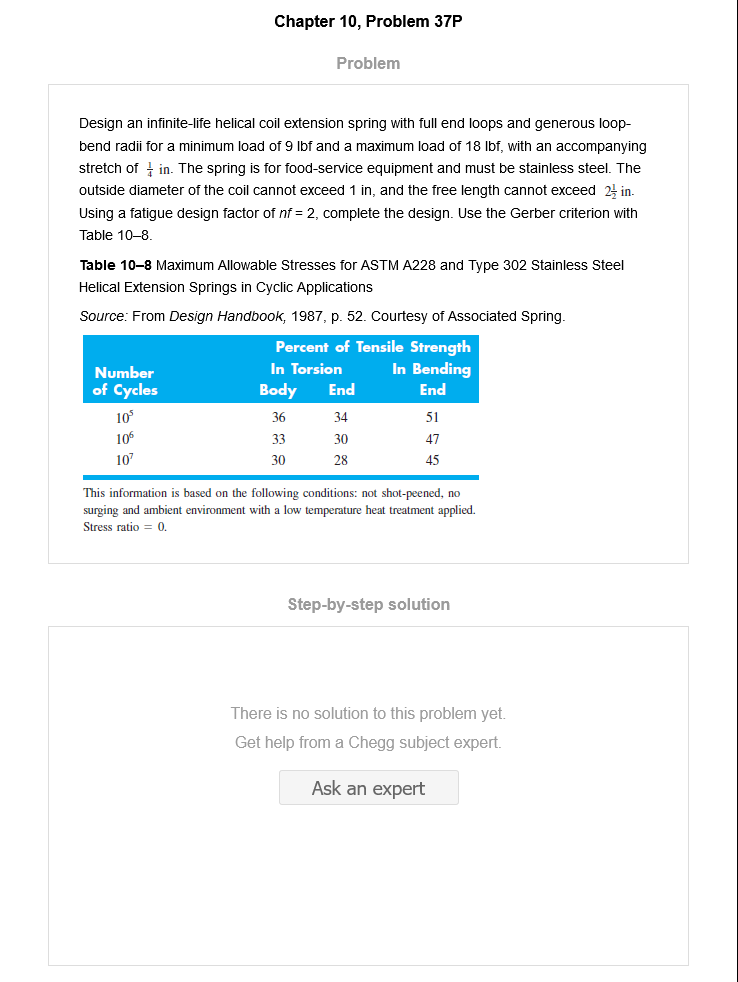 Chapter 10, Problem 37P
Problem
Design an infinite-life helical coil extension spring with full end loops and generous loop-
bend radii for a minimum load of 9 lbf and a maximum load of 18 lbf, with an accompanying
stretch of 1/4 in. The spring is for food-service equipment and must be stainless steel. The
outside diameter of the coil cannot exceed 1 in, and the free length cannot exceed 2 1/2 in.
Using a fatigue design factor of nf = 2, complete the design. Use the Gerber criterion with
Table 10–8.
Table 10–8 Maximum Allowable Stresses for ASTM A228 and Type 302 Stainless Steel
Helical Extension Springs in Cyclic Applications
Source: From Design Handbook, 1987, p. 52. Courtesy of Associated Spring.
Percent of Tensile Strength
Number In Torsion In Bending
of Cycles Body End End
10⁵ 36 34 51
10⁶ 33 30 47
10⁷ 30 28 45
This information is based on the following conditions: not shot-peened, no
surging and ambient environment with a low temperature heat treatment applied.
Stress ratio = 0.
Step-by-step solution
There is no solution to this problem yet.
Get help from a Chegg subject expert.
Ask an expert